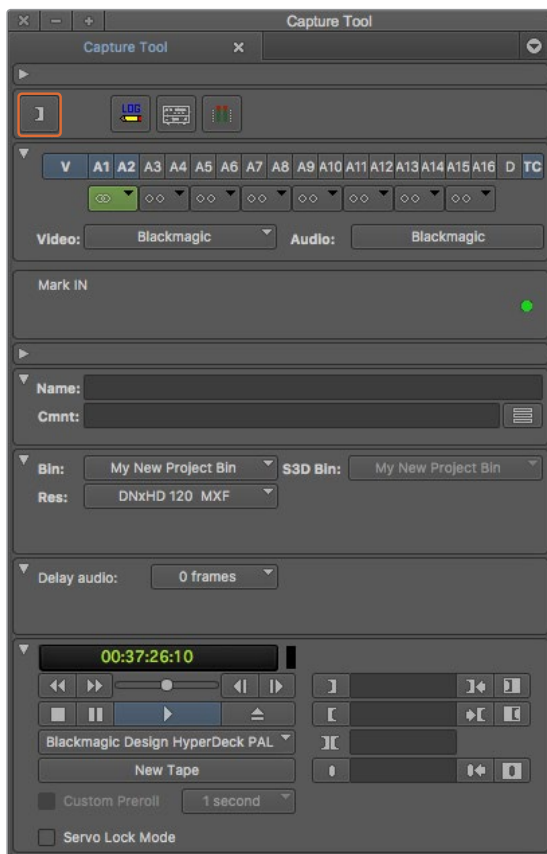 Capture Tool
Capture Tool
LOG
V A1 A2 A3 A4 A5 A6 A7 A8 A9 A10 A11 A12 A13 A14 A15 A16 D TC
Video: Blackmagic Audio: Blackmagic
Mark IN
Name:
Cmnt:
Bin: My New Project Bin S3D Bin: My New Project Bin
Res: DNxHD 120 MXF
Delay audio: 0 frames
00:37:26:10
Blackmagic Design HyperDeck PAL
New Tape
Custom Preroll 1 second
Servo Lock Mode